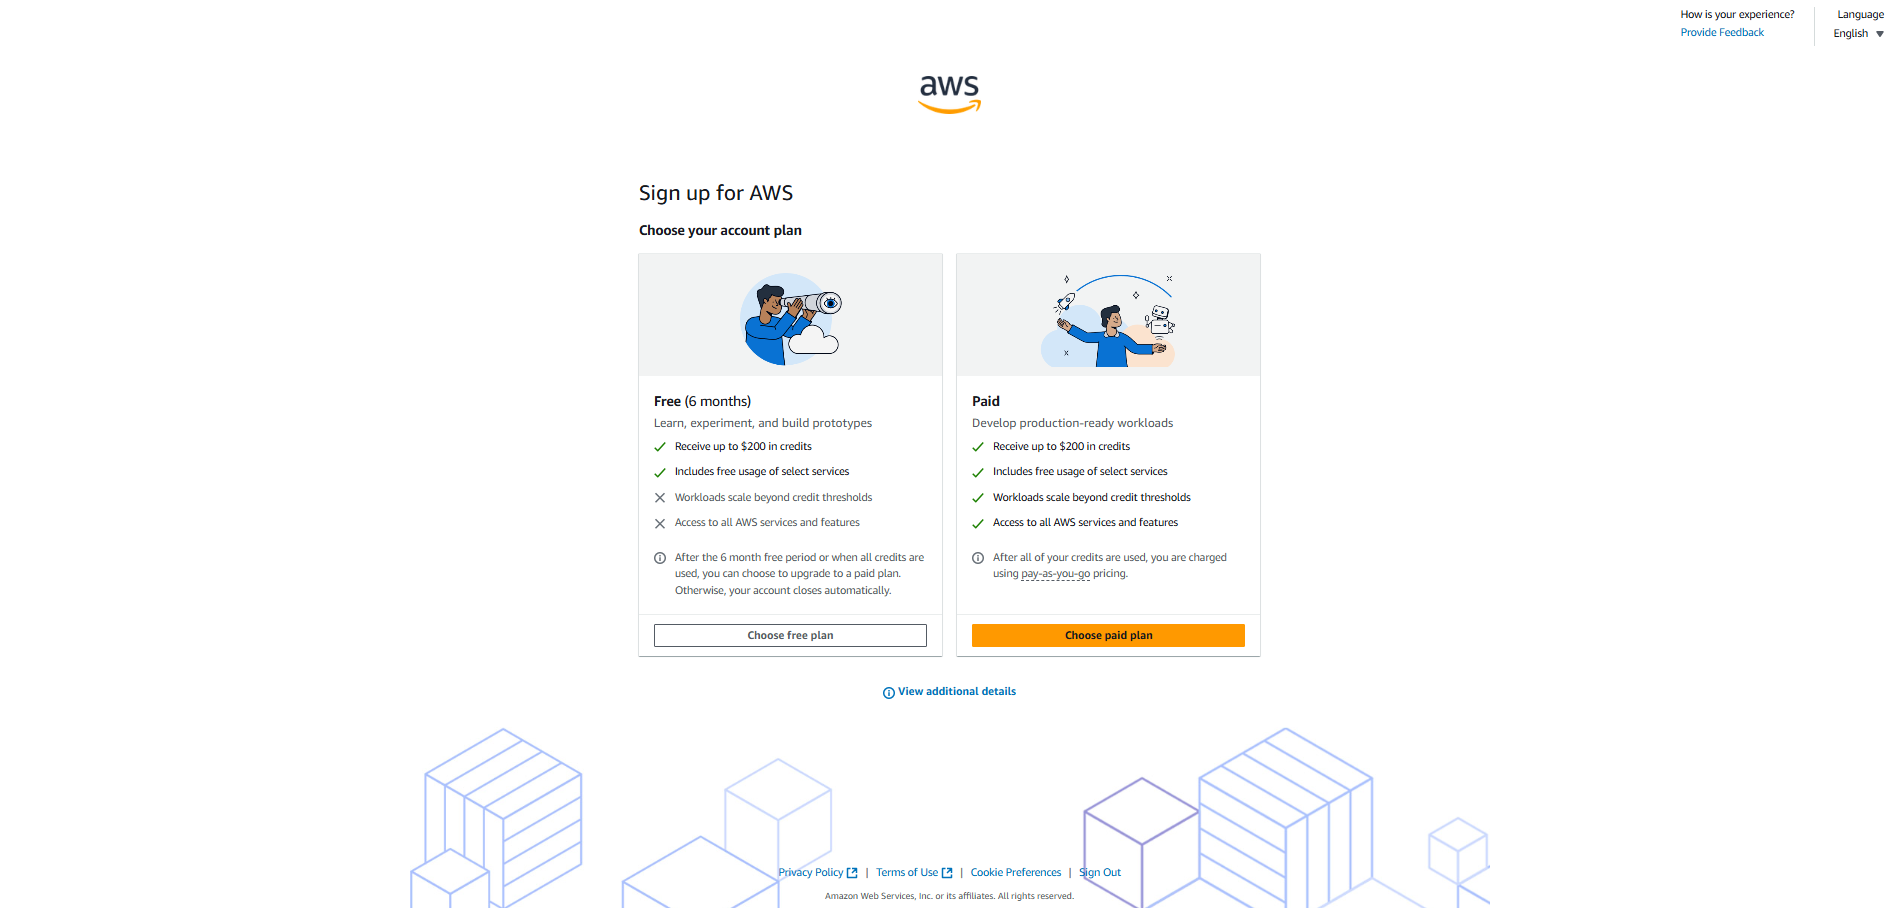 How is your experience?
Provide Feedback
Language
English
aws
Sign up for AWS
Choose your account plan
Free (6 months)
Learn, experiment, and build prototypes
Receive up to $200 in credits
Includes free usage of select services
Workloads scale beyond credit thresholds
Access to all AWS services and features
After the 6 month free period or when all credits are
used, you can choose to upgrade to a paid plan.
Otherwise, your account closes automatically.
Choose free plan
Paid
Develop production-ready workloads
Receive up to $200 in credits
Includes free usage of select services
Workloads scale beyond credit thresholds
Access to all AWS services and features
After all of your credits are used, you are charged
using pay-as-you-go pricing.
Choose paid plan
View additional details
Privacy Policy | Terms of Use | Cookie Preferences | Sign Out
Amazon Web Services, Inc. or its affiliates. All rights reserved.